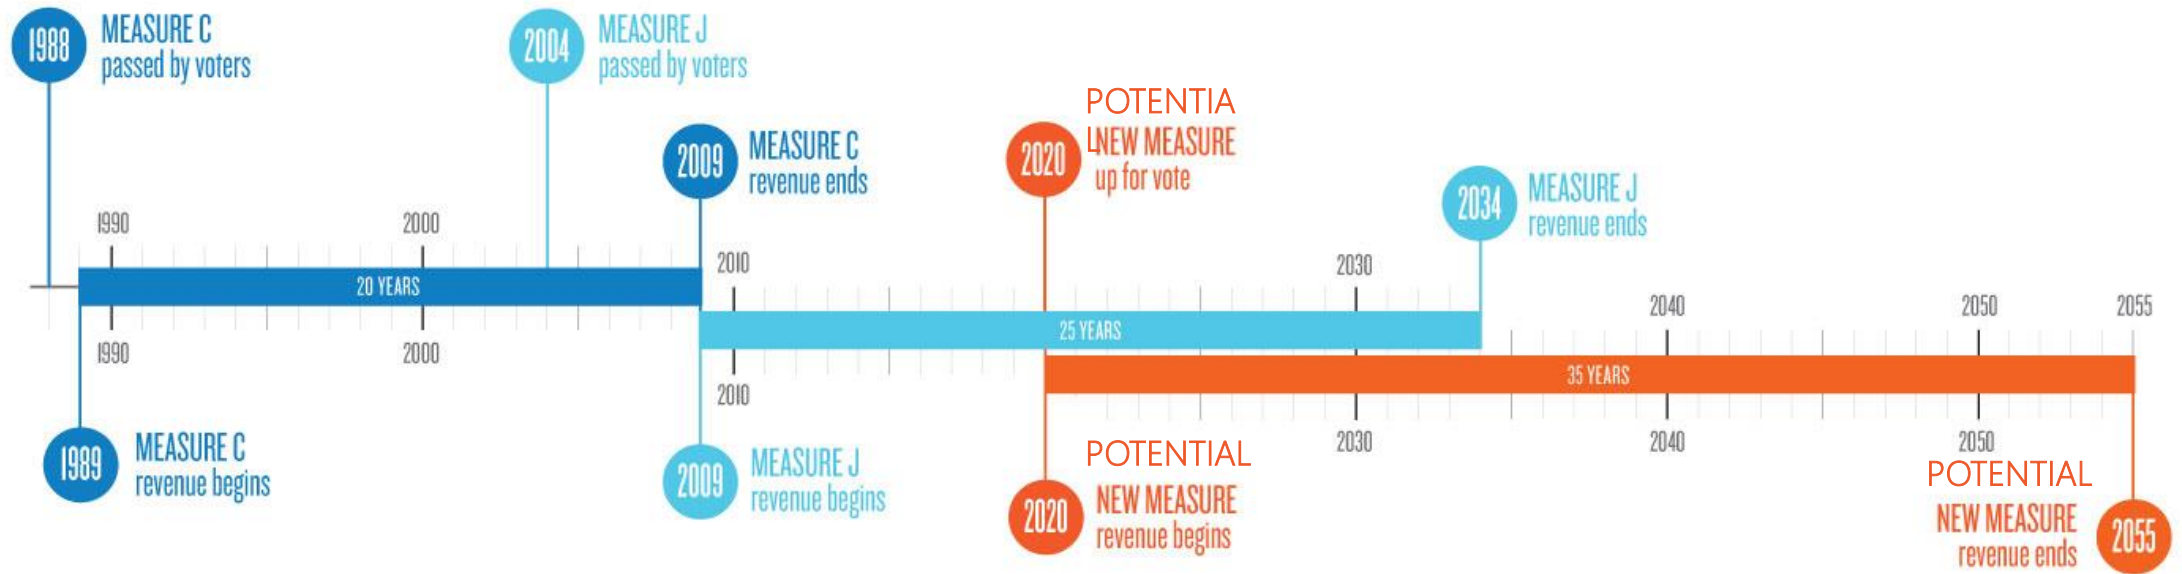 1988
MEASURE C
passed by voters
2004
MEASURE J
passed by voters
2009
MEASURE C
revenue ends
POTENTIA
L
2020
NEW MEASURE
up for vote
2034
MEASURE J
revenue ends
1990
2000
2010
2030
2040
2050
2055
20 YEARS
25 YEARS
35 YEARS
1990
2000
2010
2030
2040
2050
1989
MEASURE C
revenue begins
2009
MEASURE J
revenue begins
POTENTIAL
2020
NEW MEASURE
revenue begins
POTENTIAL
NEW MEASURE
revenue ends
2055